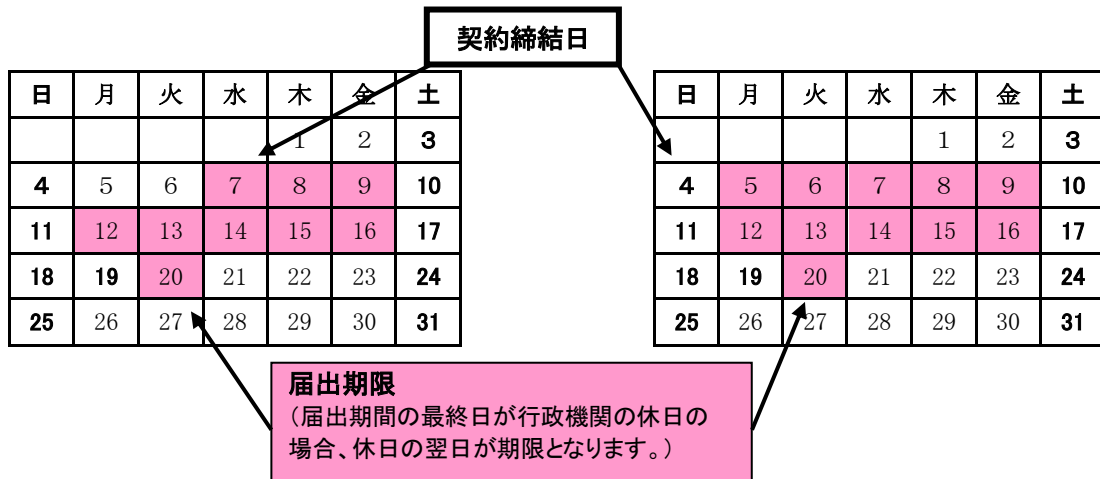 契約締結日
日 月 火 水 木 金 土
1 2 3
4 5 6 7 8 9 10
11 12 13 14 15 16 17
18 19 20 21 22 23 24
25 26 27 28 29 30 31
日 月 火 水 木 金 土
1 2 3
4 5 6 7 8 9 10
11 12 13 14 15 16 17
18 19 20 21 22 23 24
25 26 27 28 29 30 31
届出期限
（届出期間の最終日が行政機関の休日の
場合、休日の翌日が期限となります。）